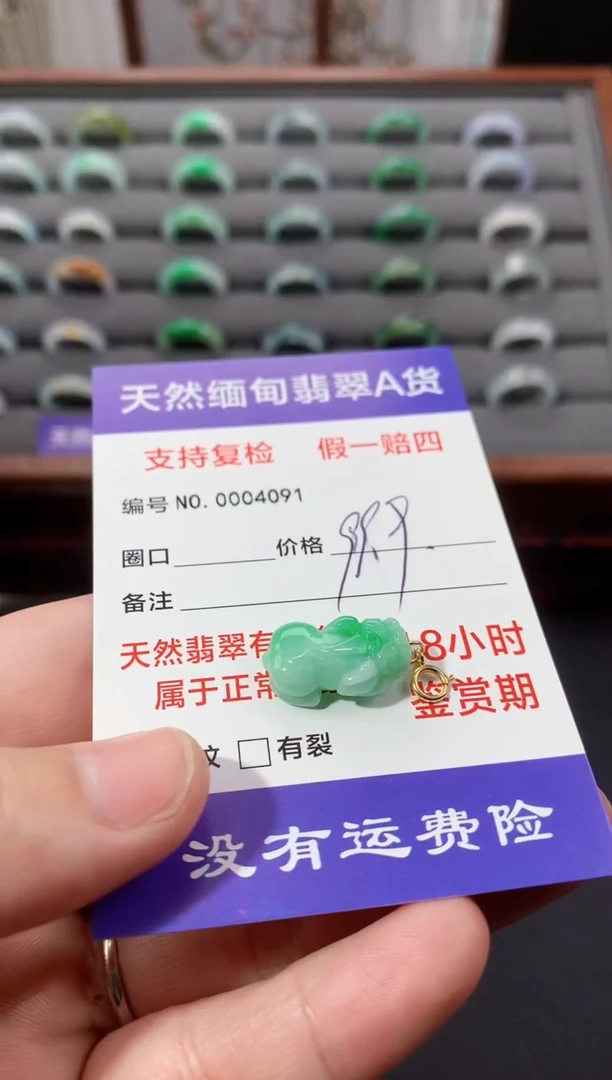 天然缅甸翡翠A货
支持复检 假一赔四
编号 NO. 0004091
圈口 价格
备注
天然翡翠有 8小时
属于正常 鉴赏期
纹 □有裂
没有运费险